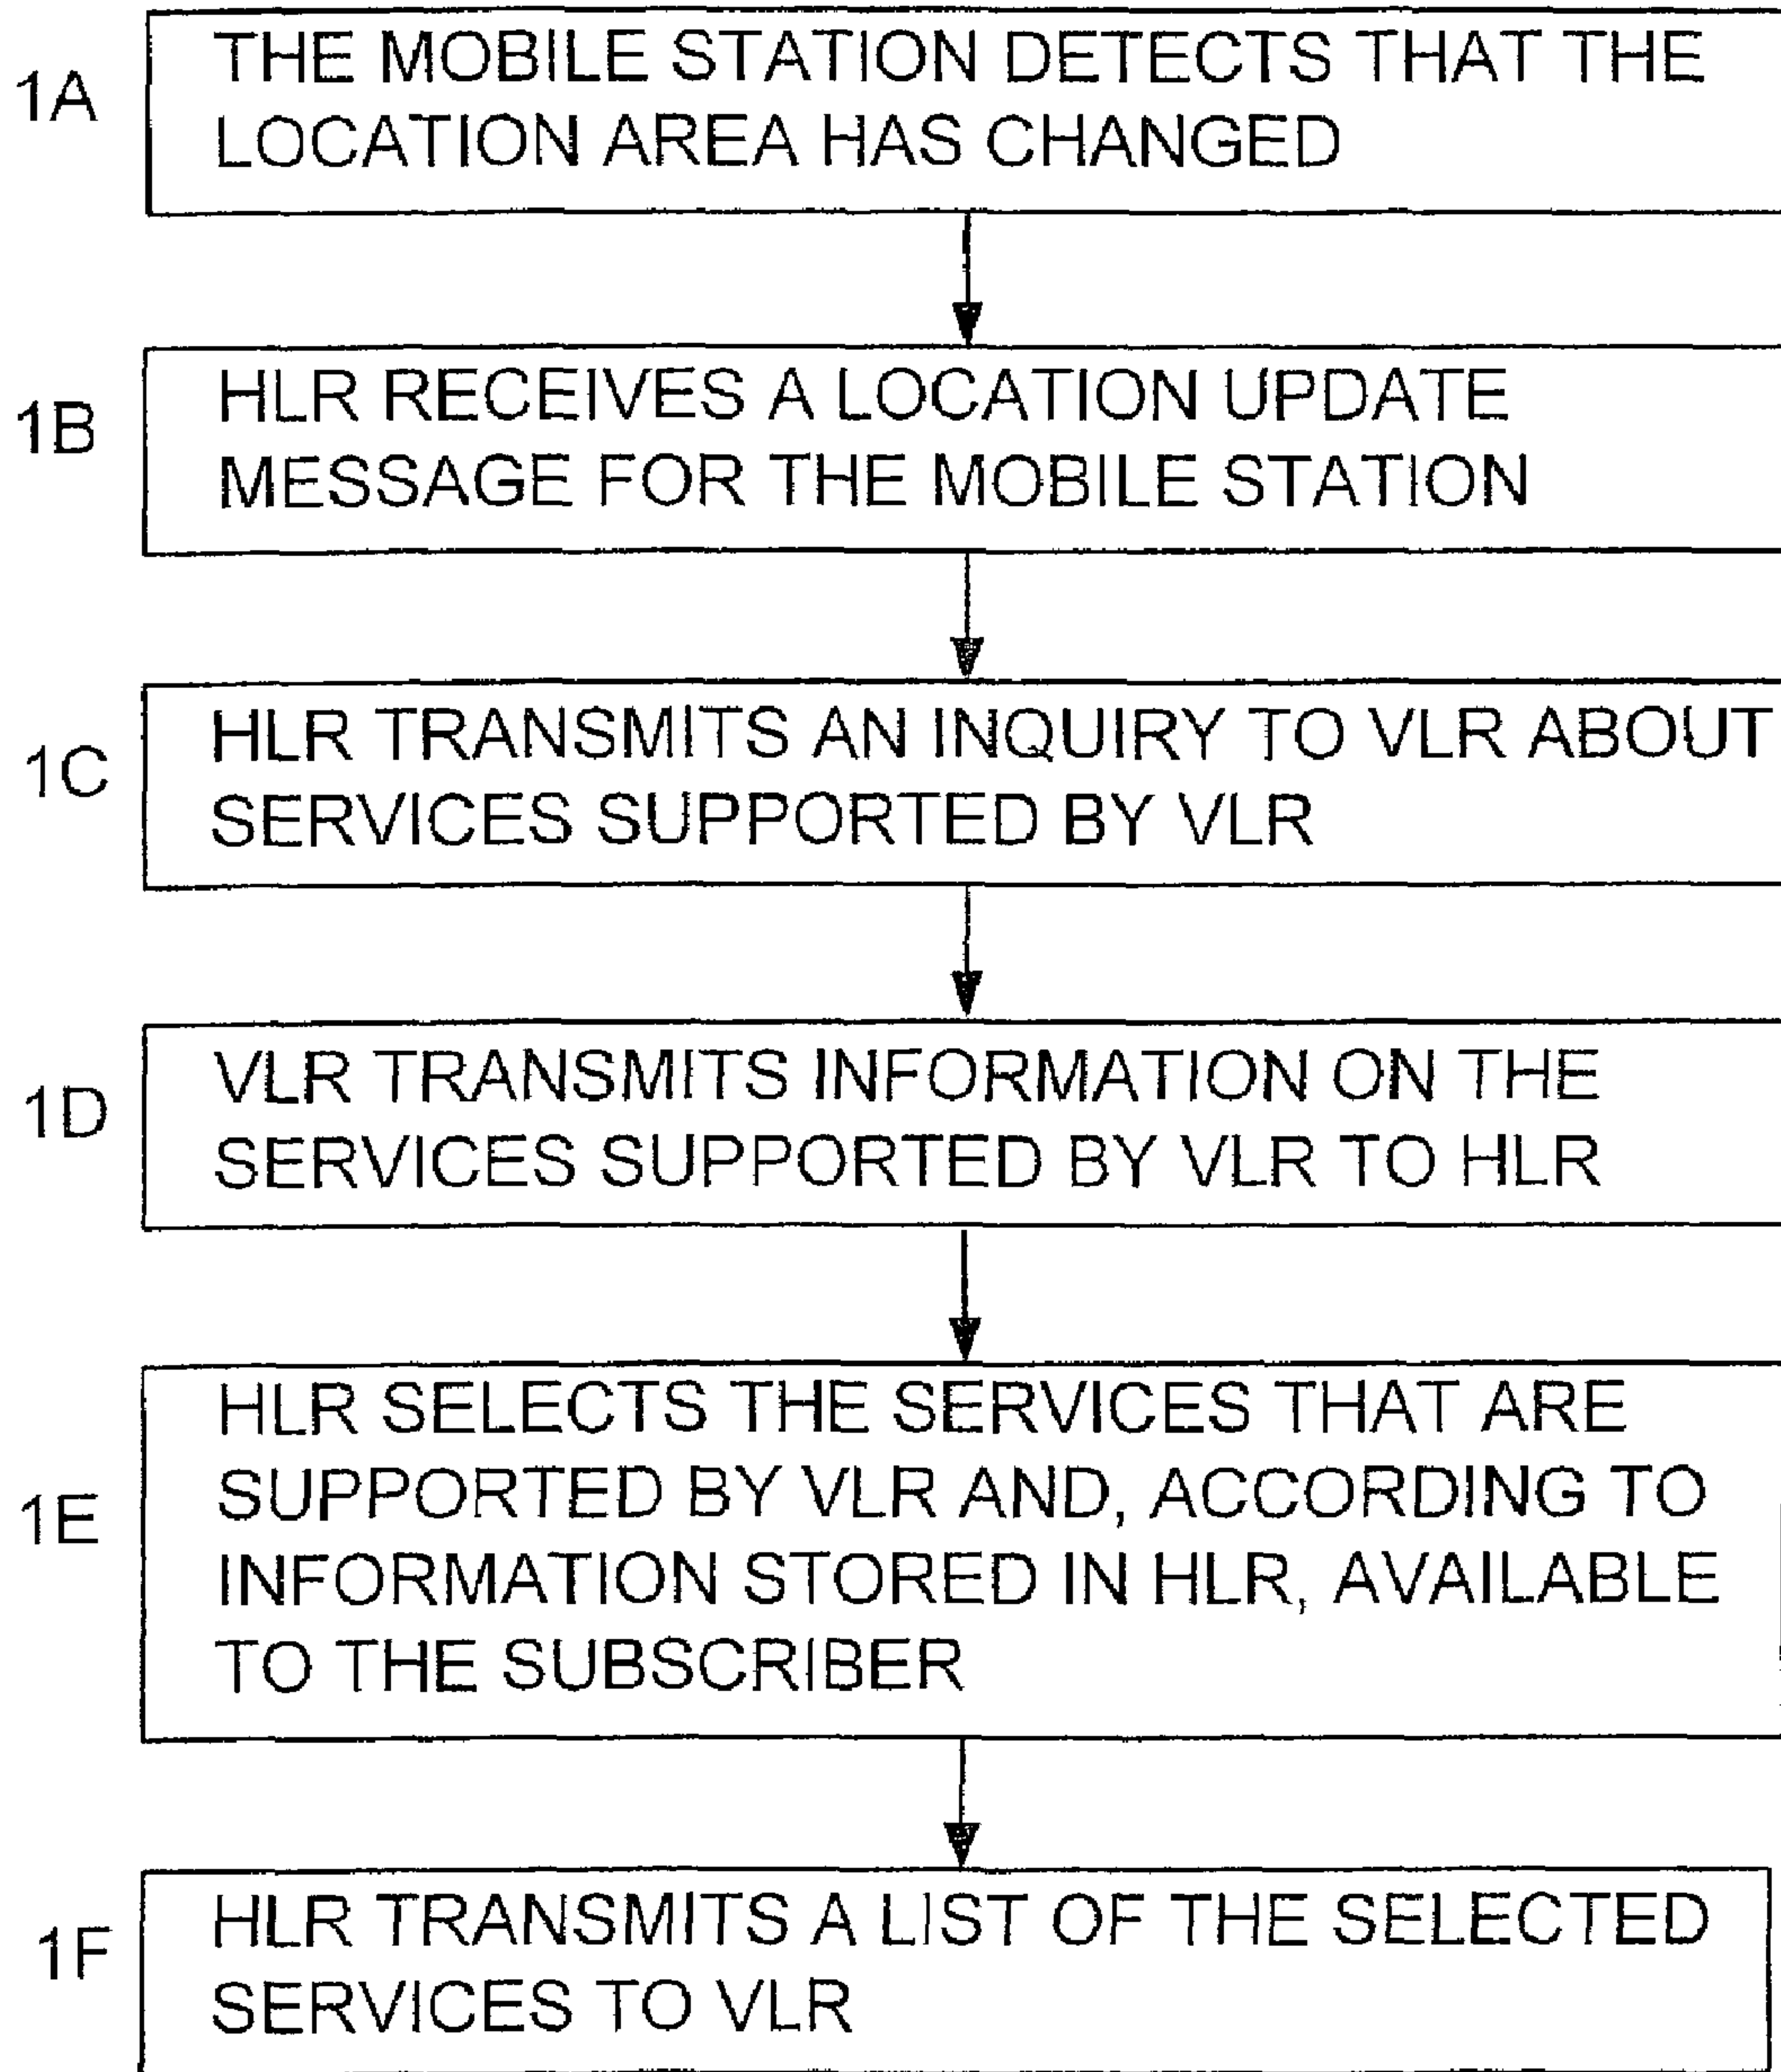 1A
THE MOBILE STATION DETECTS THAT THE
LOCATION AREA HAS CHANGED
1B
HLR RECEIVES A LOCATION UPDATE
MESSAGE FOR THE MOBILE STATION
1C
HLR TRANSMITS AN INQUIRY TO VLR ABOUT
SERVICES SUPPORTED BY VLR
1D
VLR TRANSMITS INFORMATION ON THE
SERVICES SUPPORTED BY VLR TO HLR
1E
HLR SELECTS THE SERVICES THAT ARE
SUPPORTED BY VLR AND, ACCORDING TO
INFORMATION STORED IN HLR, AVAILABLE
TO THE SUBSCRIBER
1F
HLR TRANSMITS A LIST OF THE SELECTED
SERVICES TO VLR